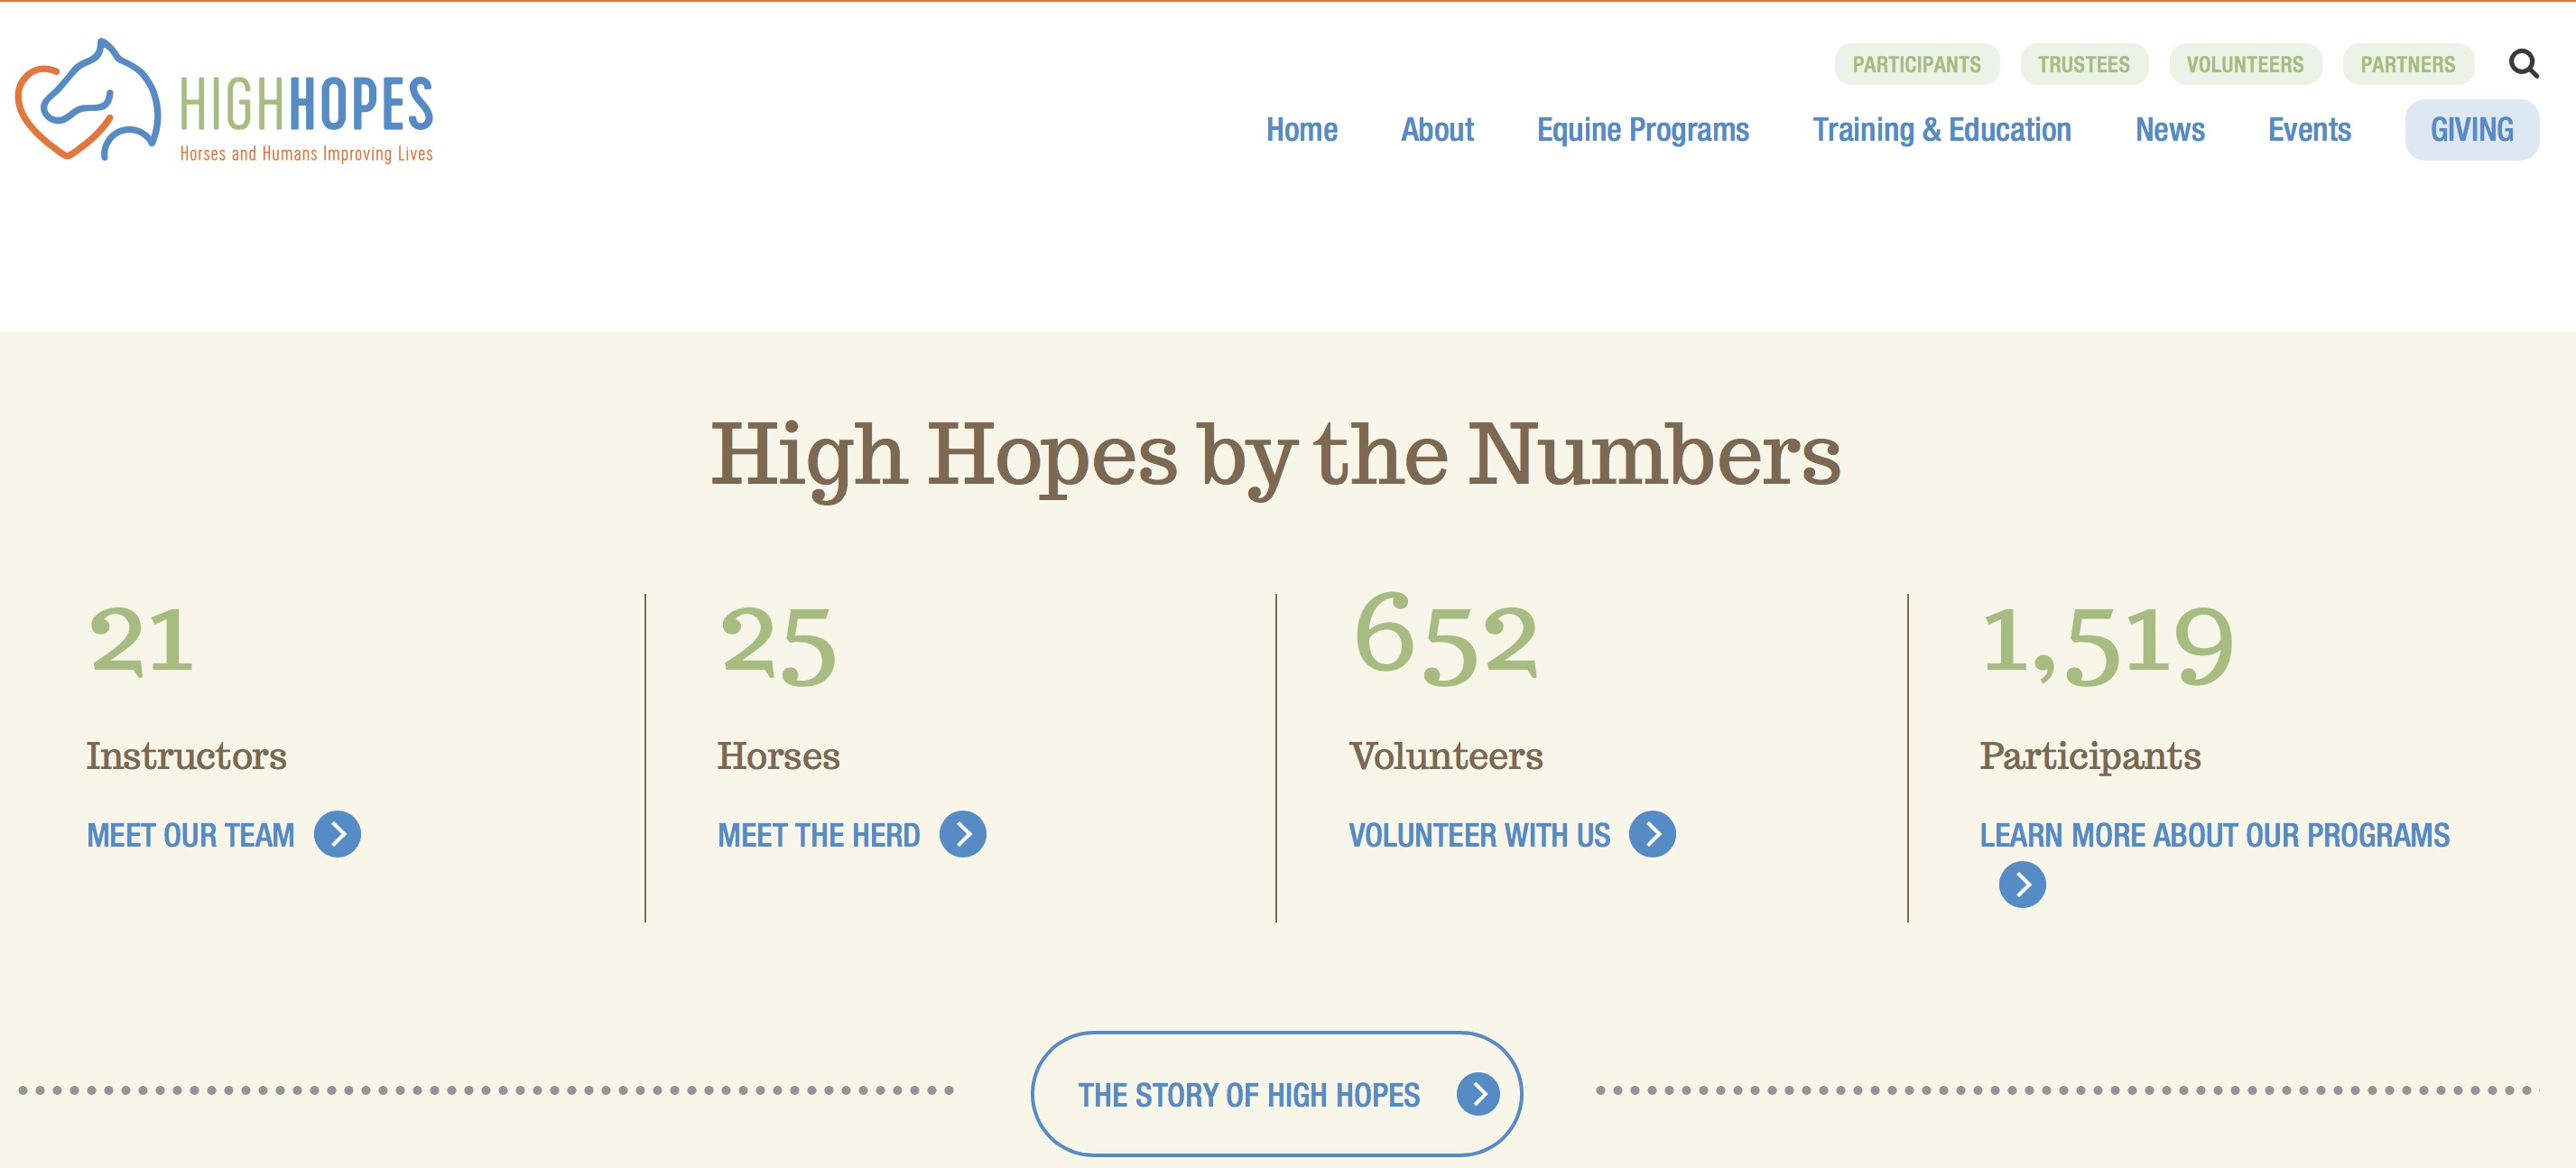 PARTICIPANTS TRUSTEES VOLUNTEERS PARTNERS
HIGHHOPES
Horses and Humans Improving Lives
Home About Equine Programs Training & Education News Events GIVING
High Hopes by the Numbers
21
Instructors
MEET OUR TEAM
25
Horses
MEET THE HERD
652
Volunteers
VOLUNTEER WITH US
1,519
Participants
LEARN MORE ABOUT OUR PROGRAMS
THE STORY OF HIGH HOPES